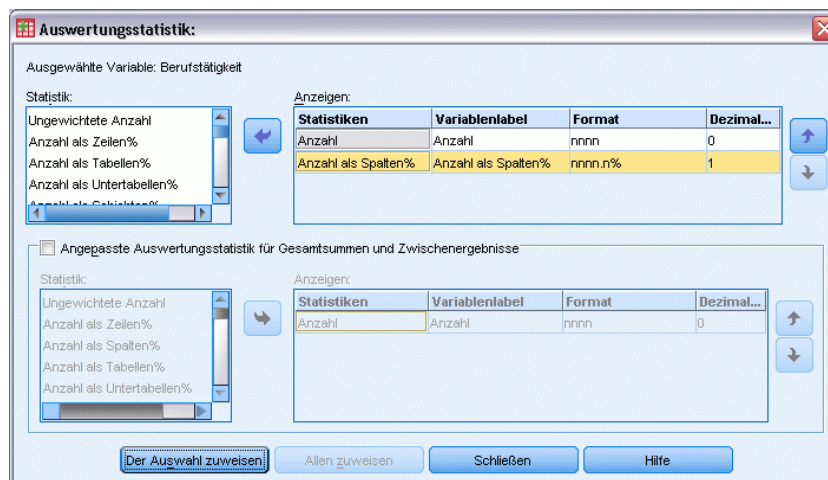 Auswertungsstatistik:
Ausgewählte Variable: Berufstätigkeit
Statistik:
Ungewichtete Anzahl
Anzahl als Zeilen%
Anzahl als Tabellen%
Anzahl als Untertabellen%
Anzahl als Schichten%
Anzeigen:
Statistiken Variablenlabel Format Dezimal...
Anzahl Anzahl nnnn 0
Anzahl als Spalten% Anzahl als Spalten% nnnn.n% 1
Angepasste Auswertungsstatistik für Gesamtsummen und Zwischenergebnisse
Statistik:
Ungewichtete Anzahl
Anzahl als Zeilen%
Anzahl als Spalten%
Anzahl als Tabellen%
Anzahl als Untertabellen%
Anzeigen:
Statistiken Variablenlabel Format Dezimal...
Anzahl Anzahl nnnn 0
Der Auswahl zuweisen Allen zuweisen Schließen Hilfe